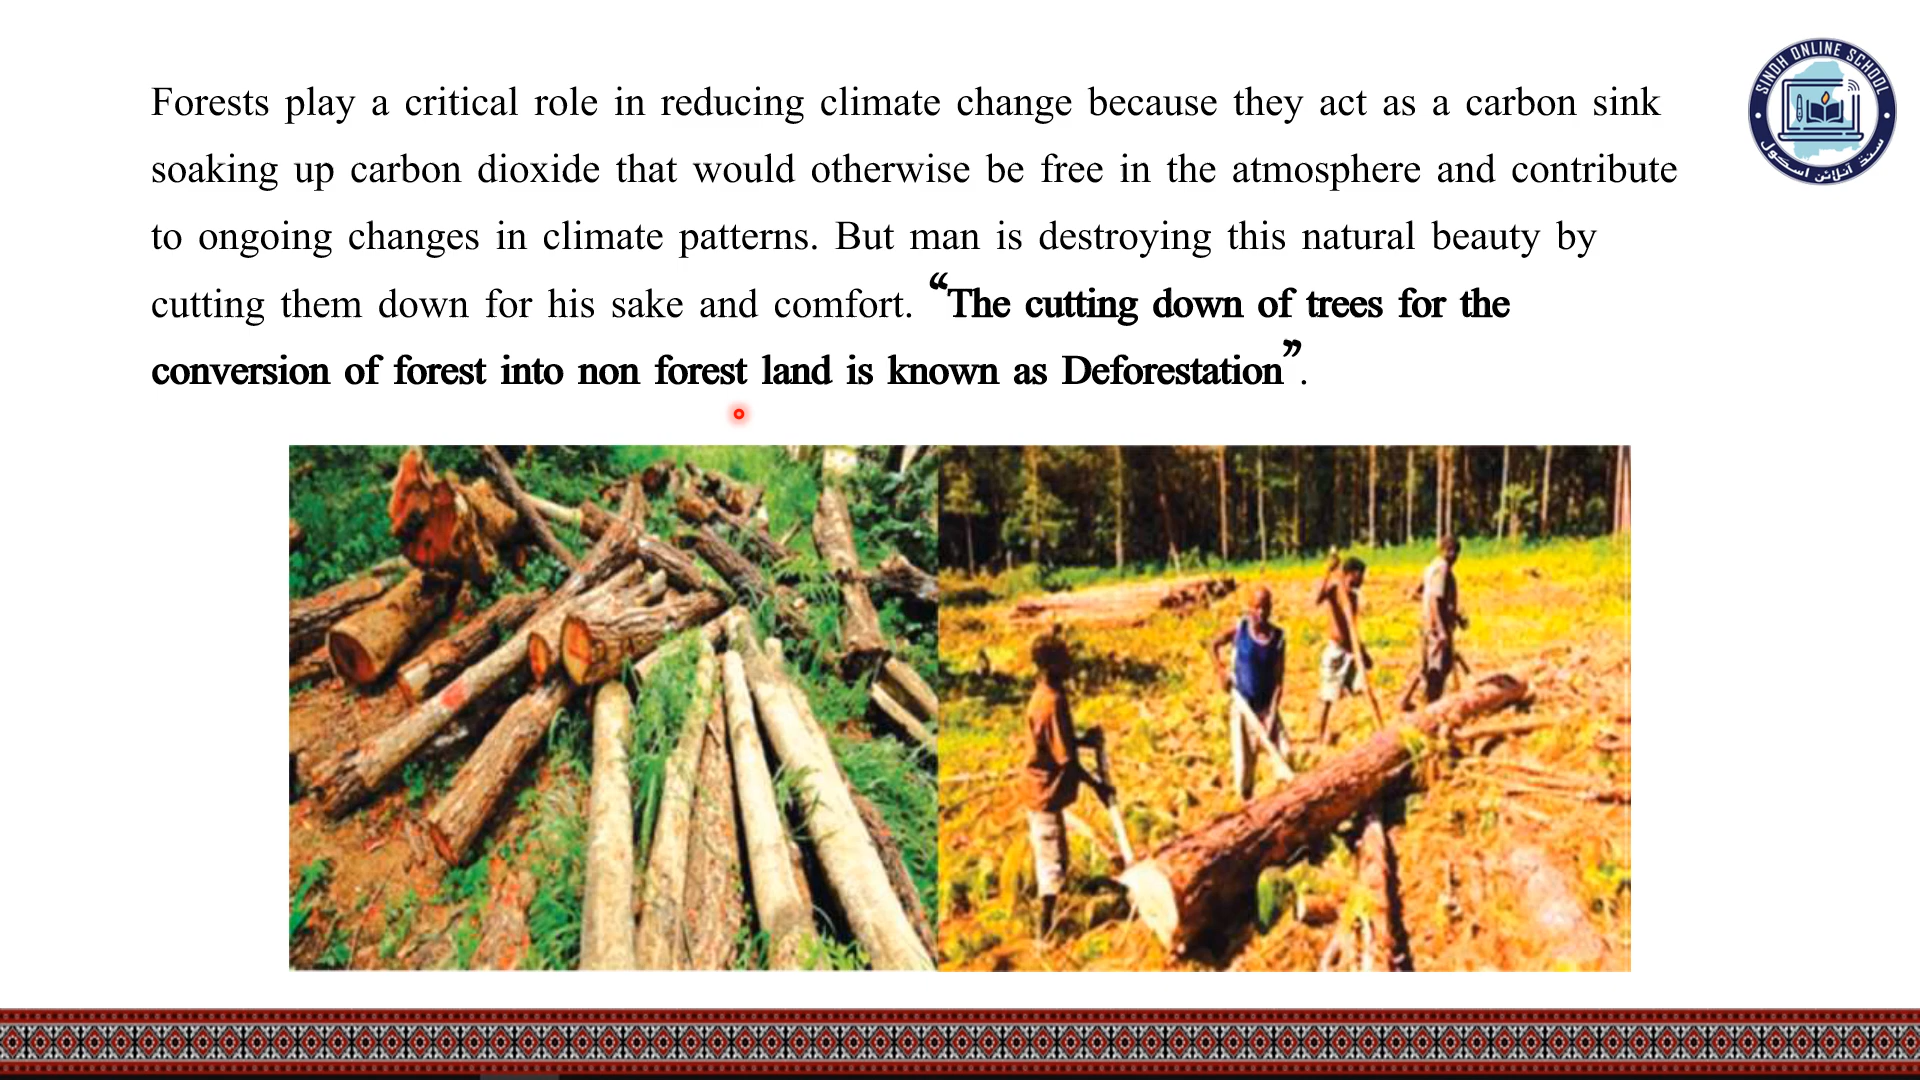 Forests play a critical role in reducing climate change because they act as a carbon sink
soaking up carbon dioxide that would otherwise be free in the atmosphere and contribute
to ongoing changes in climate patterns. But man is destroying this natural beauty by
cutting them down for his sake and comfort. “The cutting down of trees for the
conversion of forest into non forest land is known as Deforestation”.
SINDH ONLINE SCHOOL
سنڌ آنلائن اسڪول